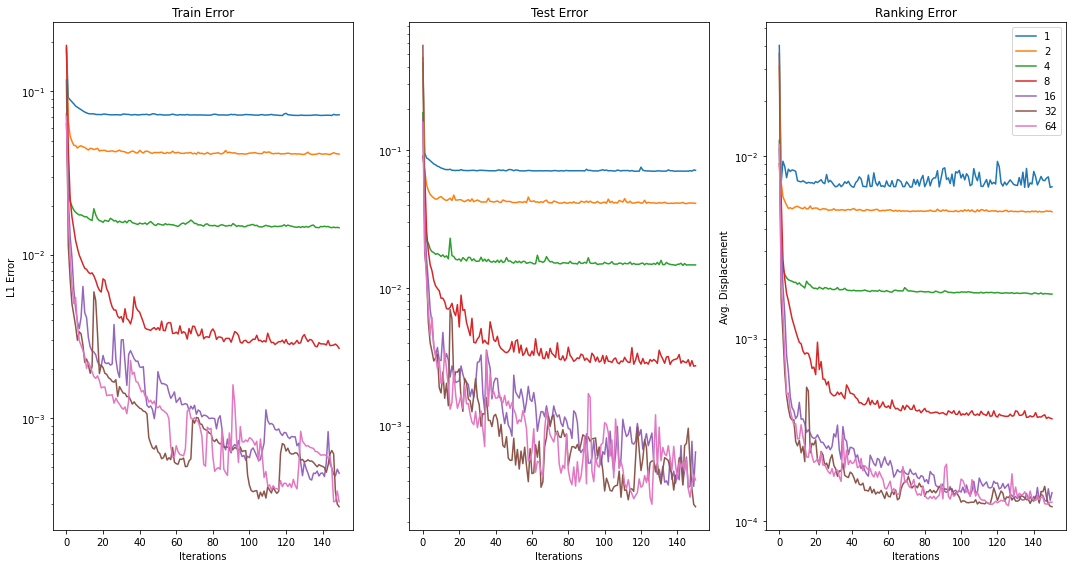 Train Error
L1 Error
10⁻¹
10⁻²
10⁻³
0 20 40 60 80 100 120 140
Iterations
Test Error
10⁻¹
10⁻²
10⁻³
0 20 40 60 80 100 120 140
Iterations
Ranking Error
Avg. Displacement
10⁻²
10⁻³
10⁻⁴
0 20 40 60 80 100 120 140
Iterations
1
2
4
8
16
32
64